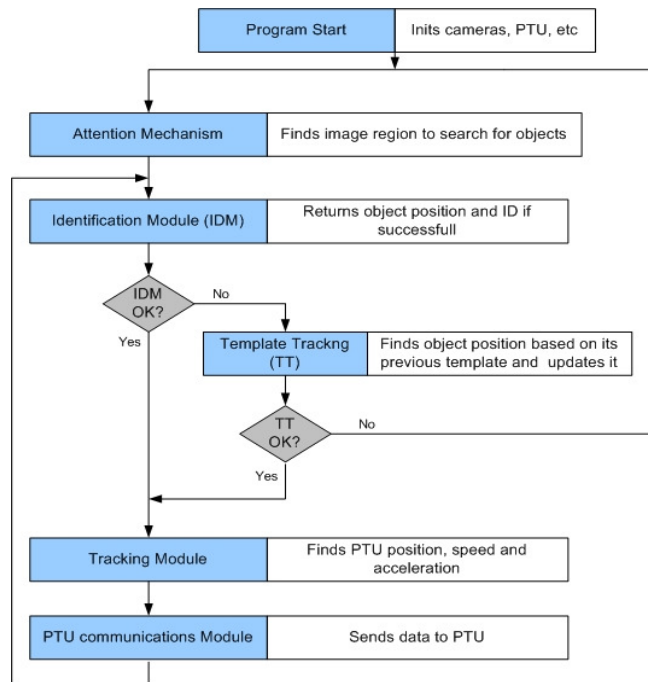 Program Start
Inits cameras, PTU, etc
Attention Mechanism
Finds image region to search for objects
Identification Module (IDM)
Returns object position and ID if
successfull
IDM
OK?
No
Yes
Template Trackng
(TT)
Finds object position based on its
previous template and updates it
TT
OK?
No
Yes
Tracking Module
Finds PTU position, speed and
acceleration
PTU communications Module
Sends data to PTU